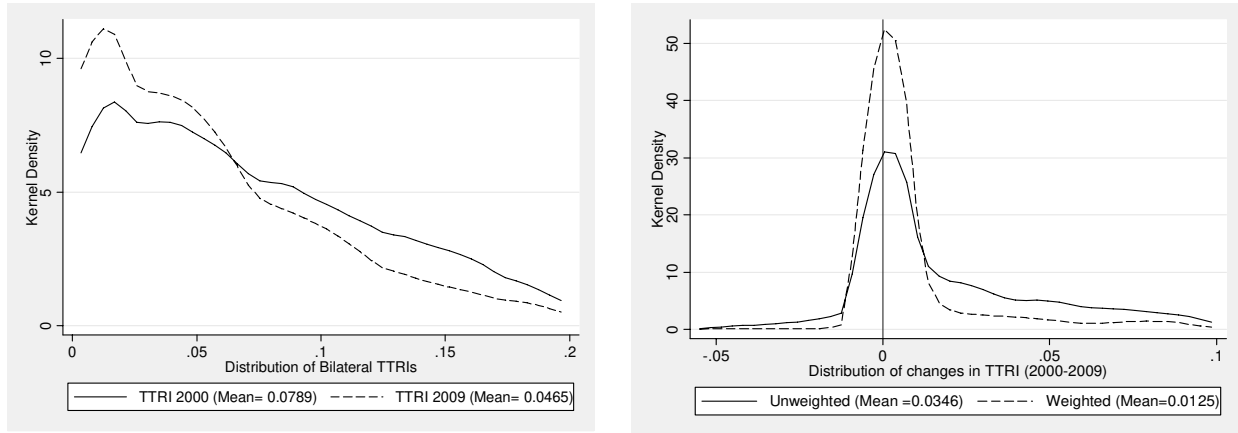 10
5
0
Kernel Density
0 .05 .1 .15 .2
Distribution of Bilateral TTRIs
TTRI 2000 (Mean= 0.0789) TTRI 2009 (Mean= 0.0465)
50
40
30
20
10
0
Kernel Density
-.05 0 .05 .1
Distribution of changes in TTRI (2000-2009)
Unweighted (Mean =0.0346) Weighted (Mean=0.0125)